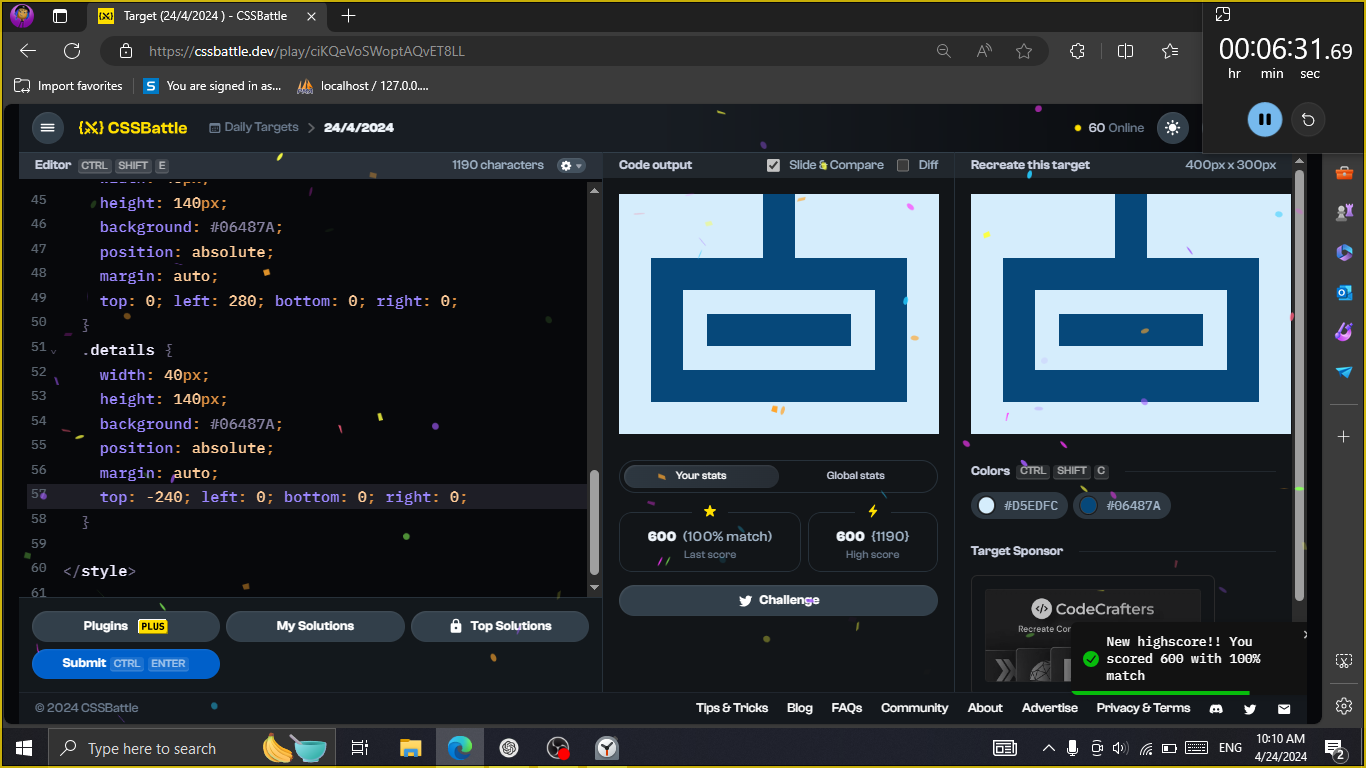 Target (24/4/2024 ) - CSSBattle
https://cssbattle.dev/play/ciKQeVoSWoptAQvET8LL
Import favorites
S
You are signed in as...
localhost / 127.0.0....
00:06:31.69
hr min sec
{X} CSSBattle
Daily Targets > 24/4/2024
60 Online
Editor CTRL SHIFT E
1190 characters
Code output
Slide & Compare
Diff
Recreate this target
400px x 300px
45 height: 140px;
46 background: #06487A;
47 position: absolute;
48 margin: auto;
49 top: 0; left: 280; bottom: 0; right: 0;
50 }
51 .details {
52 width: 40px;
53 height: 140px;
54 background: #06487A;
55 position: absolute;
56 margin: auto;
57 top: -240; left: 0; bottom: 0; right: 0;
58 }
59
60 </style>
61
Your stats
Global stats
600 (100% match)
Last score
600 {1190}
High score
Challenge
Colors CTRL SHIFT C
#D5EDFC
#06487A
Target Sponsor
CodeCrafters
New highscore!! You
scored 600 with 100%
match
Plugins PLUS
My Solutions
Top Solutions
Submit CTRL ENTER
© 2024 CSSBattle
Tips & Tricks
Blog
FAQs
Community
About
Advertise
Privacy & Terms
Type here to search
ENG
10:10 AM
4/24/2024
2